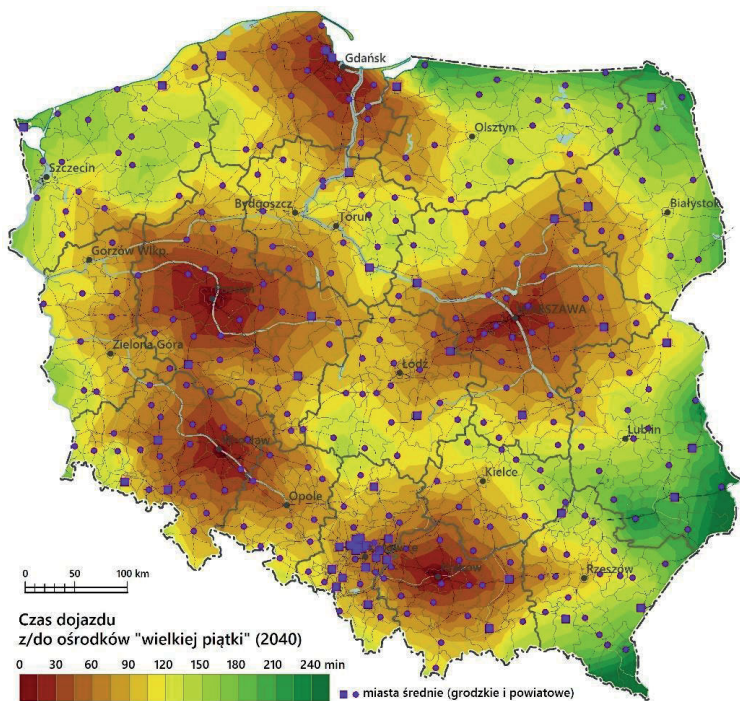 Gdańsk
Olsztyn
Szczecin
Bydgoszcz
Toruń
Białystok
Gorzów Wlkp.
Zielona Góra
Łódź
Lublin
Wrocław
Opole
Kielce
Kraków
Rzeszów
0 50 100 km
Czas dojazdu
z/do ośrodków "wielkiej piątki" (2040)
0 30 60 90 120 150 180 210 240 min
miasta średnie (grodzkie i powiatowe)